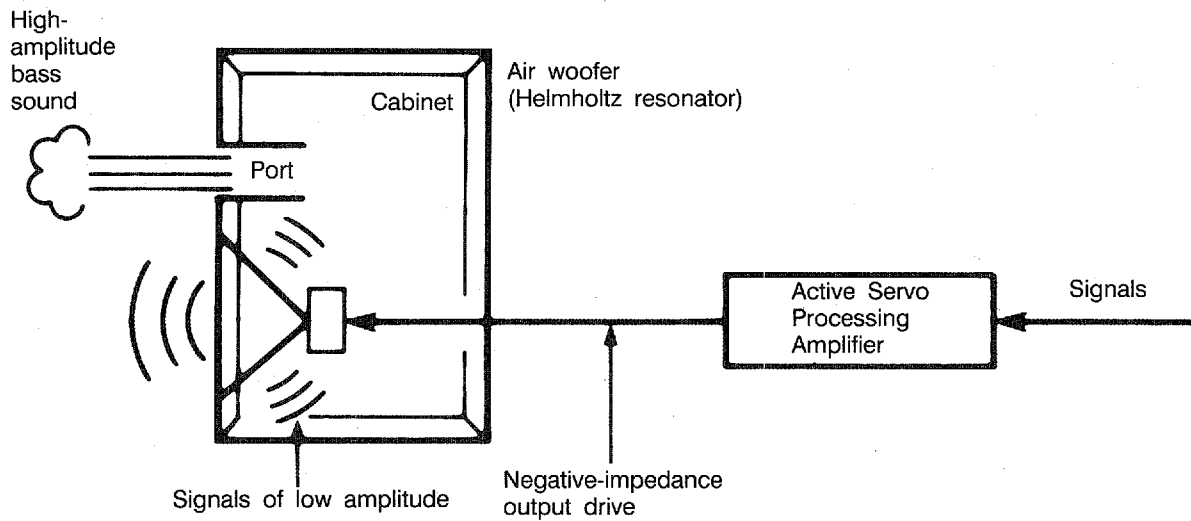 High-
amplitude
bass
sound
Air woofer
(Helmholtz resonator)
Cabinet
Port
Active Servo
Processing
Amplifier
Signals
Signals of low amplitude
Negative-impedance
output drive